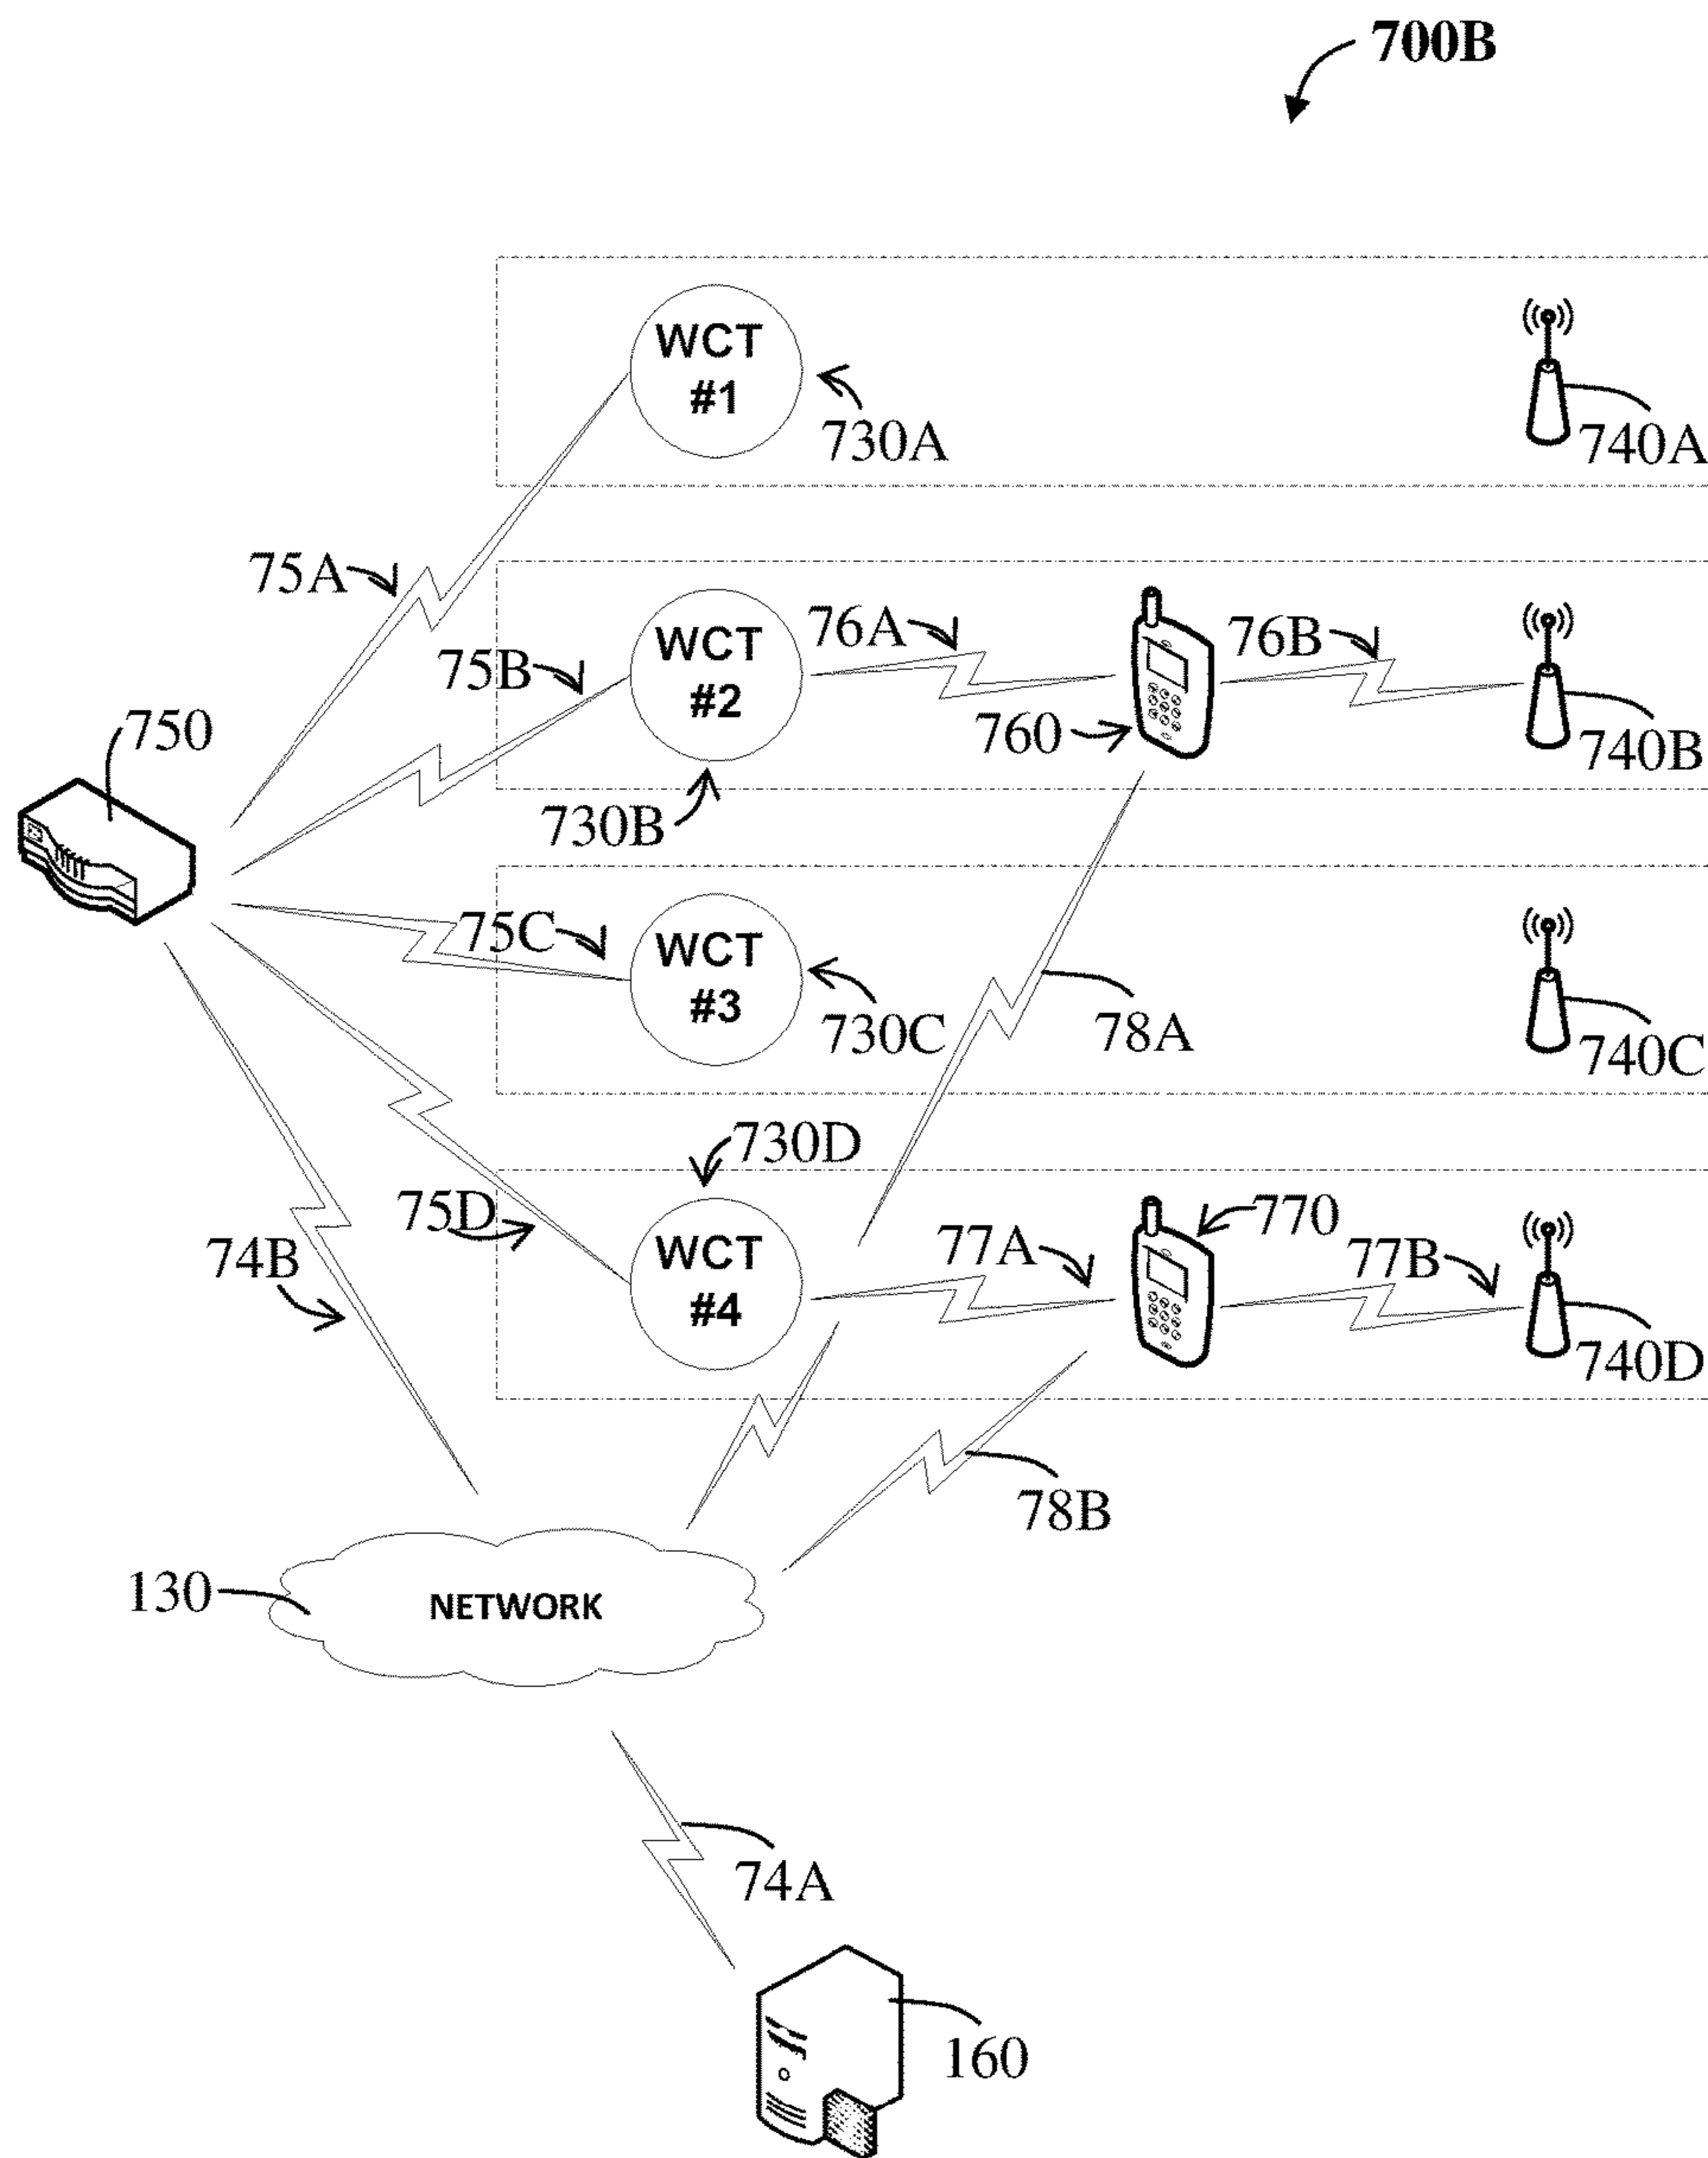 700B
WCT
#1
730A
740A
75A
WCT
#2
76A
76B
75B
760
740B
750
730B
WCT
#3
75C
730C
78A
740C
730D
75D
WCT
#4
77A
770
77B
740D
74B
78B
130
NETWORK
74A
160